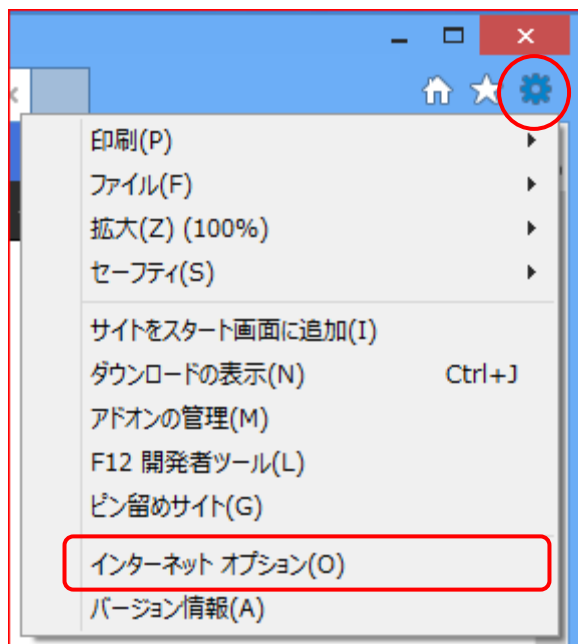 印刷(P)
ファイル(F)
拡大(Z) (100%)
セーフティ(S)
サイトをスタート画面に追加(I)
ダウンロードの表示(N) Ctrl+J
アドオンの管理(M)
F12 開発者ツール(L)
ピン留めサイト(G)
インターネット オプション(O)
バージョン情報(A)